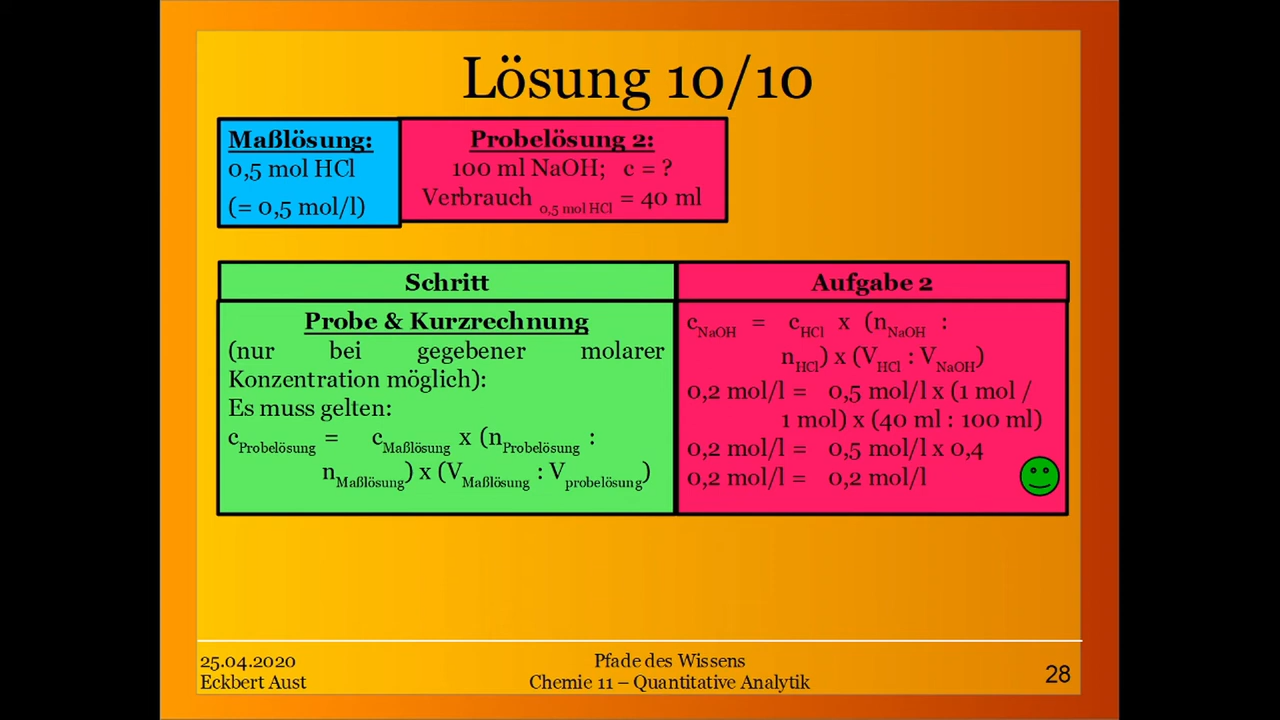 Lösung 10/10
Maßlösung:
0,5 mol HCl
(= 0,5 mol/l)
Probelösung 2:
100 ml NaOH; c = ?
Verbrauch 0,5 mol HCl = 40 ml
Schritt
Probe & Kurzrechnung
(nur bei gegebener molarer
Konzentration möglich):
Es muss gelten:
cProbelösung = cMaßlösung x (nProbelösung :
nMaßlösung) x (VMaßlösung : Vprobelösung)
Aufgabe 2
cNaOH = cHCl x (nNaOH :
nHCl) x (VHCl : VNaOH)
0,2 mol/l = 0,5 mol/l x (1 mol /
1 mol) x (40 ml : 100 ml)
0,2 mol/l = 0,5 mol/l x 0,4
0,2 mol/l = 0,2 mol/l
25.04.2020
Eckbert Aust
Pfade des Wissens
Chemie 11 – Quantitative Analytik
28